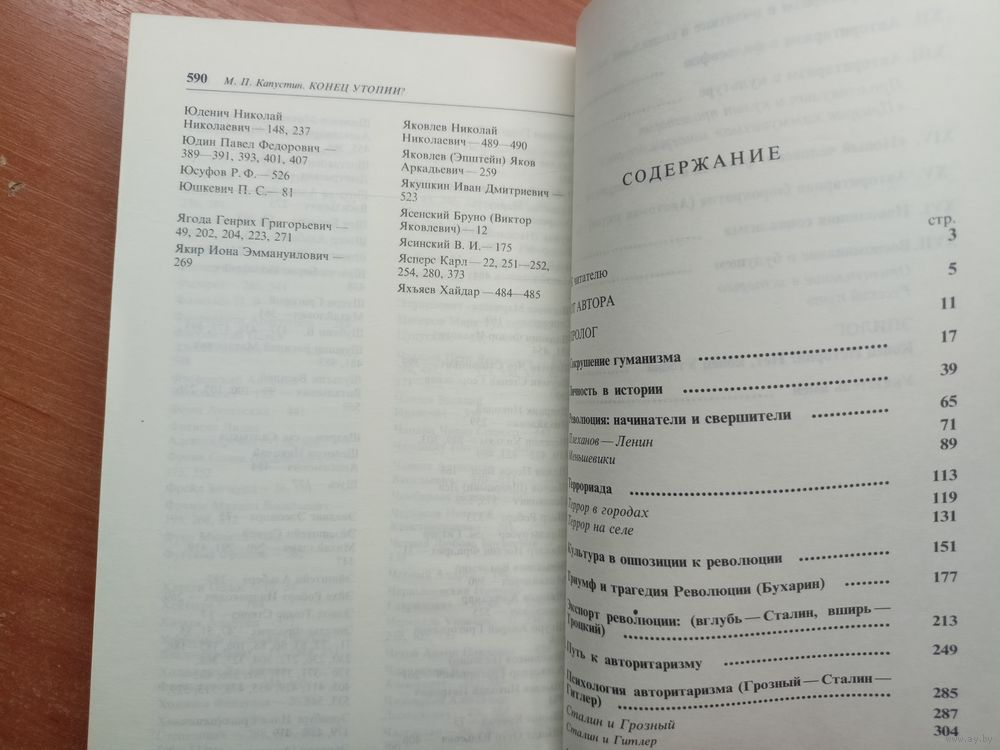 590 М. П. Капустин. КОНЕЦ УТОПИИ?
Юденич Николай
Николаевич — 148, 237
Юдин Павел Федорович —
389—391, 393, 401, 407
Юсуфов Р. Ф.— 526
Юшкевич П. С.— 81
Ягода Генрих Григорьевич —
49, 202, 204, 223, 271
Якир Иона Эммануилович —
269
Яковлев Николай
Николаевич — 489—490
Яковлев (Эпштейн) Яков
Аркадьевич — 259
Якушкин Иван Дмитриевич —
523
Ясенский Бруно (Виктор
Яковлевич) — 12
Ясинский В. И.— 175
Ясперс Карл — 22, 251—252,
254, 280, 373
Яхъяев Хайдар — 484—485
СОДЕРЖАНИЕ
стр.
читателю 3
АВТОРА 5
ПРОЛОГ 11
Сокрушение гуманизма 17
Личность в истории 39
Революция: начинатели и свершители 65
Плеханов — Ленин 71
Меньшевики 89
Террориада 113
Террор в городах 119
Террор на селе 131
Культура в оппозиции к революции 151
Триумф и трагедия Революции (Бухарин) 177
Экспорт революции: (вглубь — Сталин, вширь —
Троцкий) 213
Путь к авторитаризму 249
Психология авторитаризма (Грозный — Сталин —
Гитлер) 285
Сталин и Грозный 287
Сталин и Гитлер 304
www.ay.by